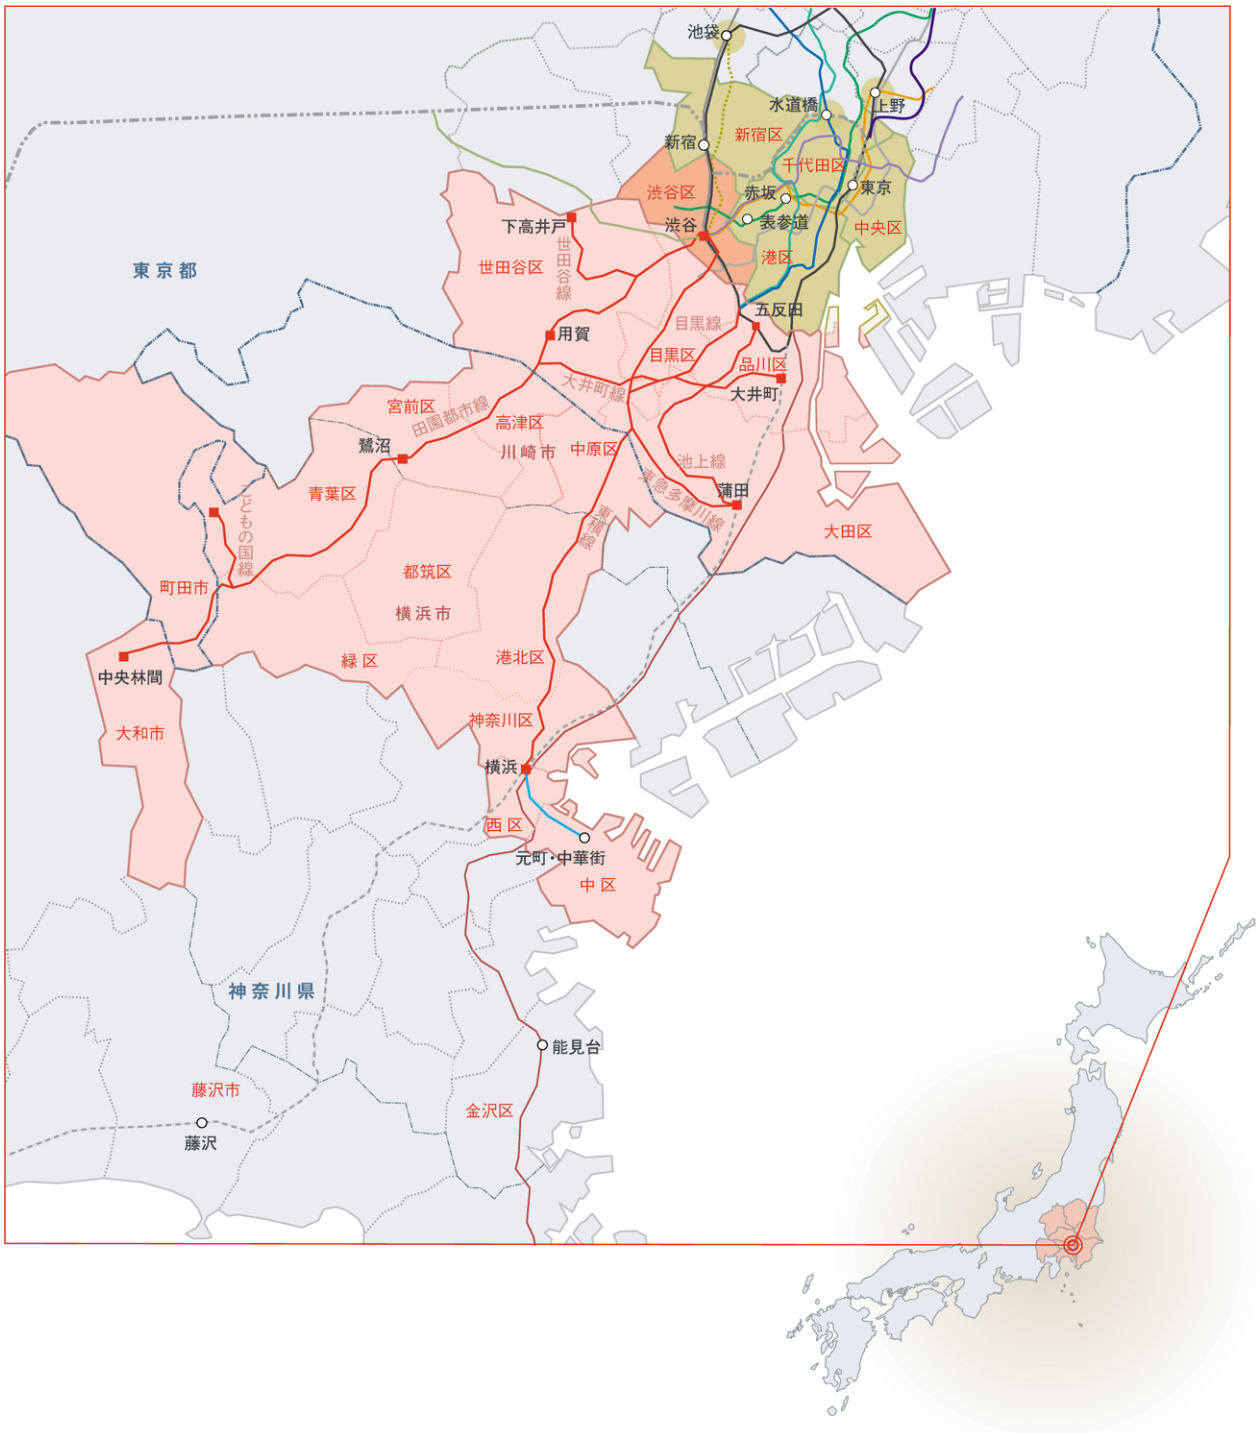 池袋
水道橋
上野
新宿
新宿区
千代田区
渋谷区
赤坂
東京
渋谷
表参道
中央区
下高井戸
港区
世田谷線
世田谷区
東京都
五反田
目黒線
用賀
目黒区
品川区
大井町線
大井町
宮前区
田園都市線
高津区
鷺沼
川崎市
中原区
池上線
青葉区
東急多摩川線
蒲田
こどもの国線
東横線
大田区
都筑区
町田市
横浜市
緑区
港北区
中央林間
神奈川区
大和市
横浜
西区
元町・中華街
中区
神奈川県
能見台
藤沢市
金沢区
藤沢